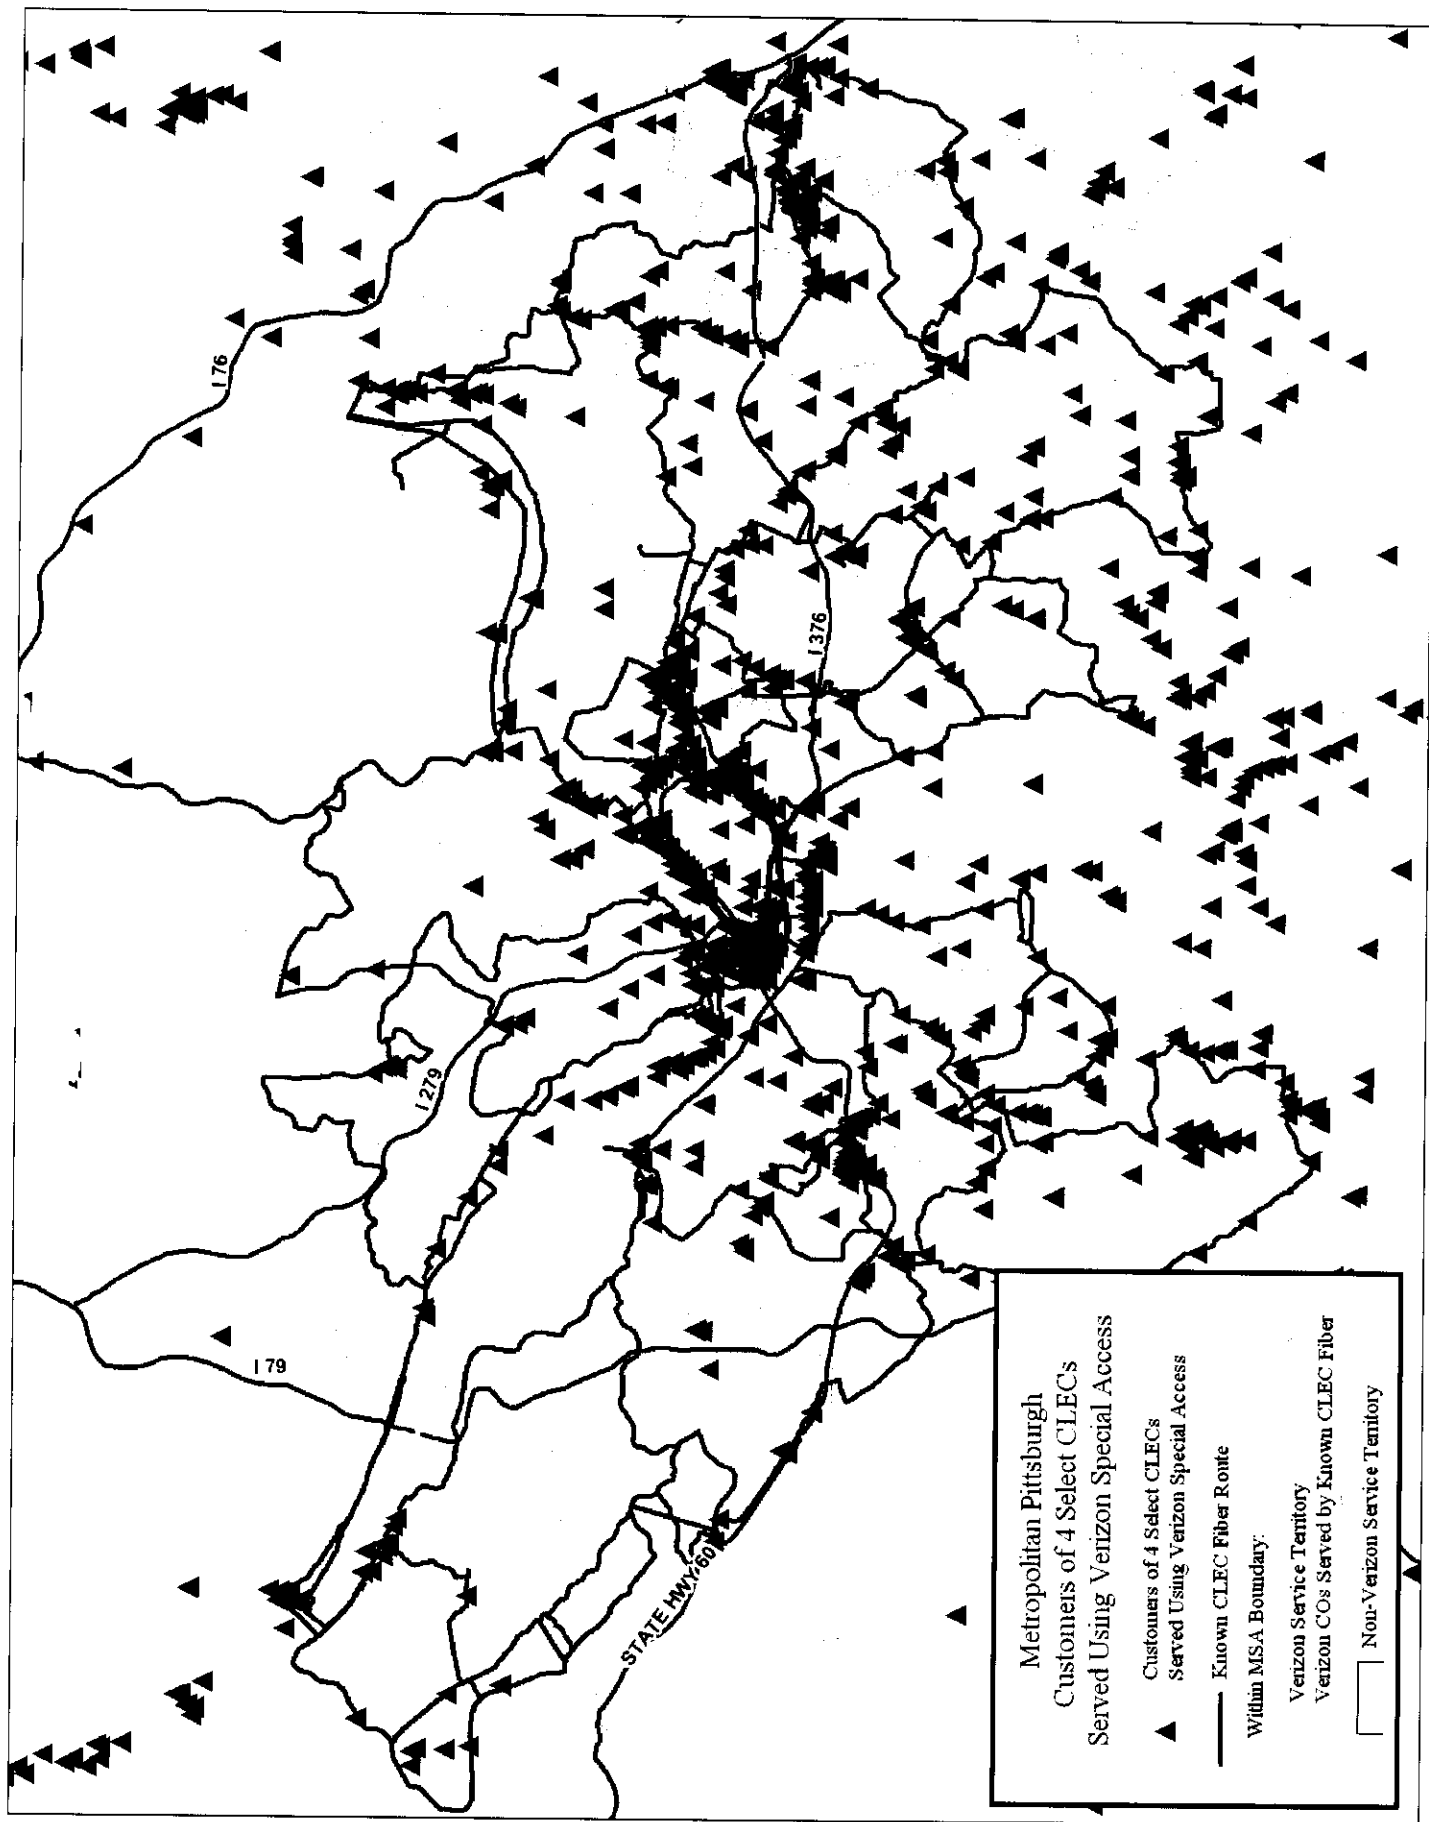 I 76
I 376
I 279
I 79
STATE HWY 60
Metropolitan Pittsburgh
Customers of 4 Select CLECs
Served Using Verizon Special Access
Customers of 4 Select CLECs
Served Using Verizon Special Access
Known CLEC Fiber Route
Within MSA Boundary:
Verizon Service Territory
Verizon COs Served by Known CLEC Fiber
Non-Verizon Service Territory